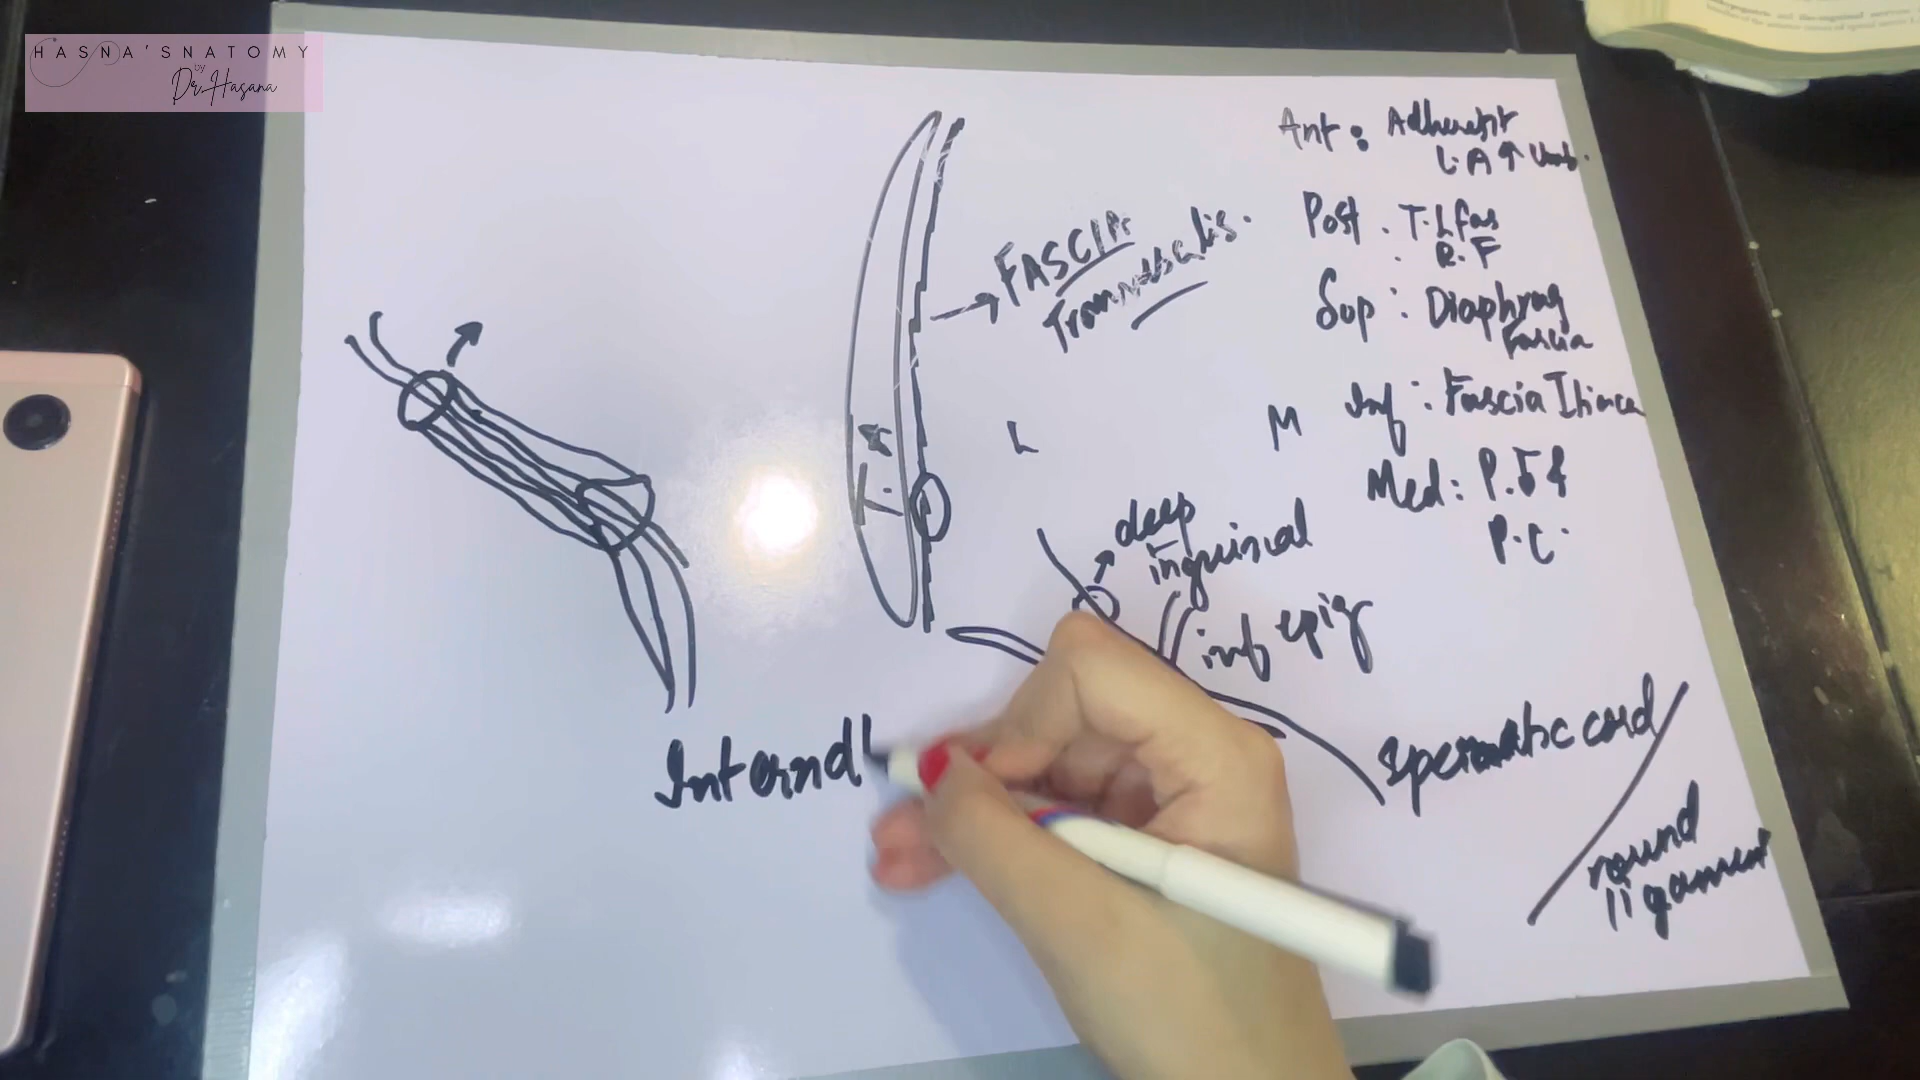 HASNA'SNATOMY
by
Dr.Hasana
Ant : Adherent
L.A ↑ Umb.
Post . T.L fas
R.F
Sup : Diaphrag
Fascia
Inf : Fascia Iliaca
Med : P.S &
P.C.
FASCIA
Transversalis.
L
M
deep
inguinal
inf epig
Spermatic cord
round
ligament
Internal